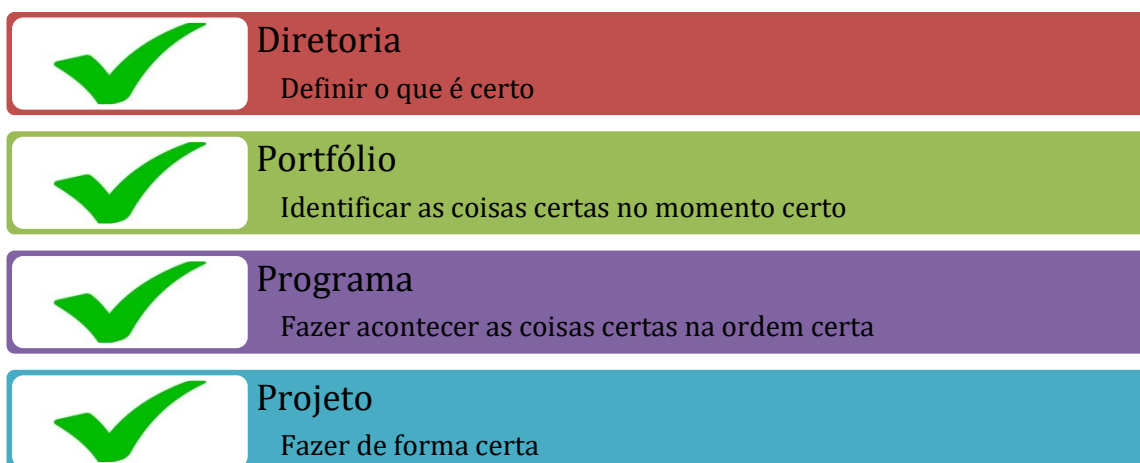 Diretoria
Definir o que é certo
Portfólio
Identificar as coisas certas no momento certo
Programa
Fazer acontecer as coisas certas na ordem certa
Projeto
Fazer de forma certa